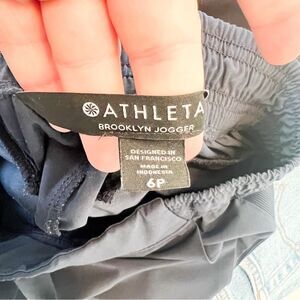 ATHLETA
BROOKLYN JOGGER
DESIGNED IN
SAN FRANCISCO
MADE IN
INDONESIA
6P